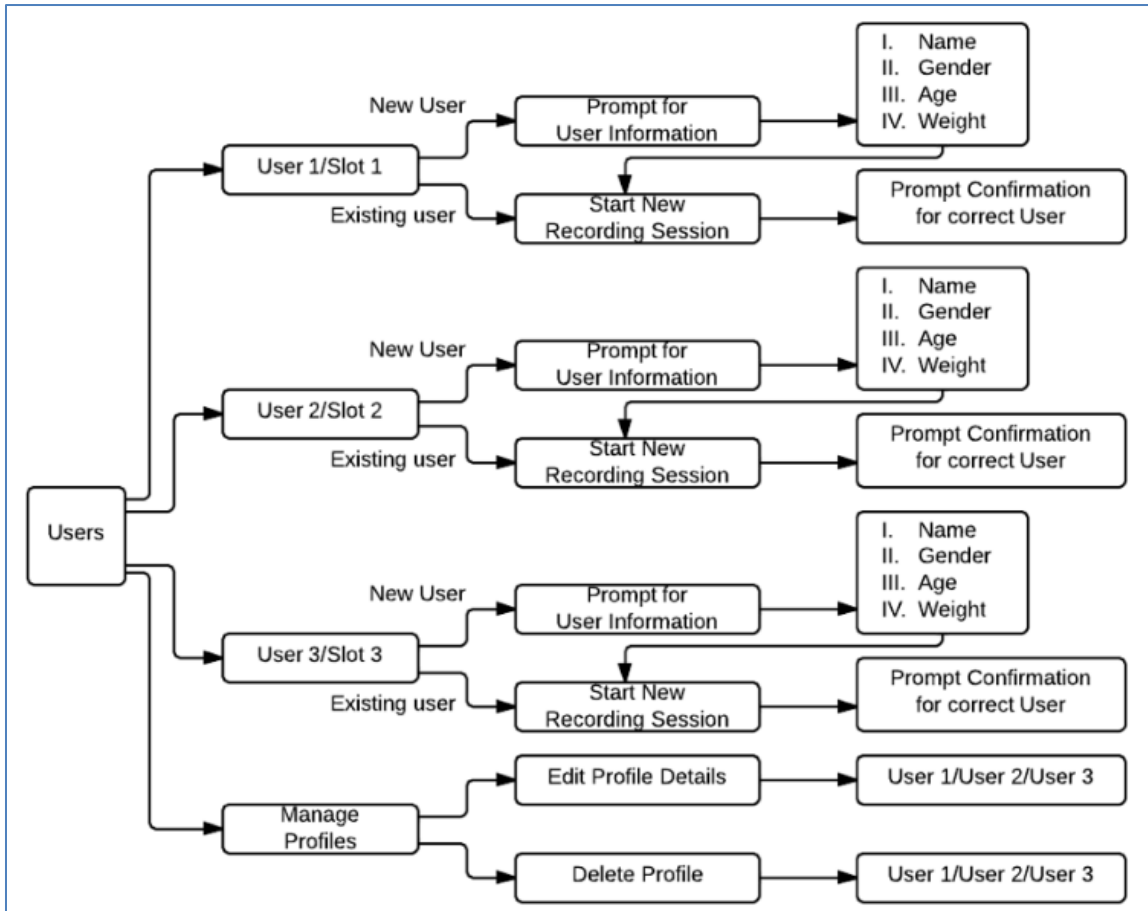 I. Name
II. Gender
III. Age
IV. Weight
New User
Prompt for
User Information
User 1/Slot 1
Existing user
Start New
Recording Session
Prompt Confirmation
for correct User
I. Name
II. Gender
III. Age
IV. Weight
New User
Prompt for
User Information
User 2/Slot 2
Existing user
Start New
Recording Session
Prompt Confirmation
for correct User
Users
I. Name
II. Gender
III. Age
IV. Weight
New User
Prompt for
User Information
User 3/Slot 3
Existing user
Start New
Recording Session
Prompt Confirmation
for correct User
Manage
Profiles
Edit Profile Details
User 1/User 2/User 3
Delete Profile
User 1/User 2/User 3